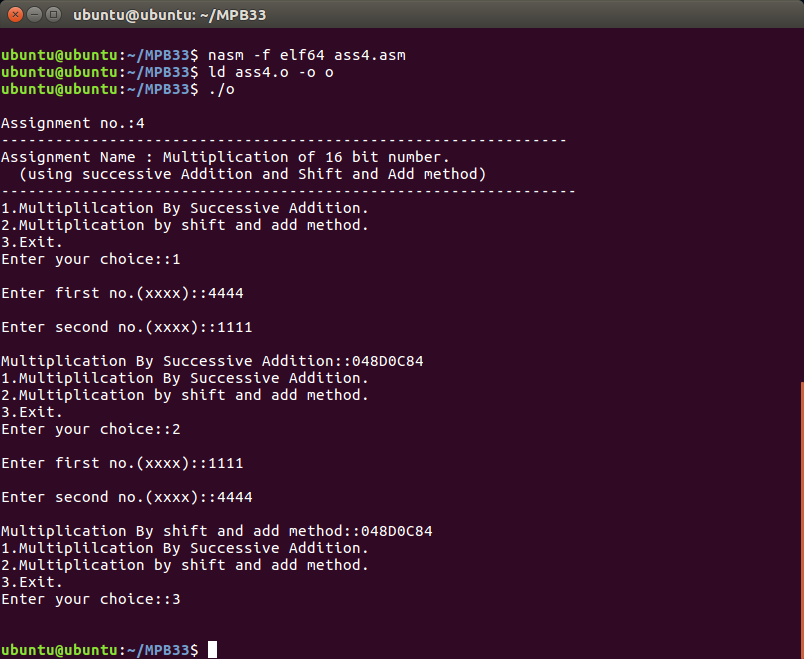 ubuntu@ubuntu: ~/MPB33
ubuntu@ubuntu:~/MPB33$ nasm -f elf64 ass4.asm
ubuntu@ubuntu:~/MPB33$ ld ass4.o -o o
ubuntu@ubuntu:~/MPB33$ ./o
Assignment no.:4
---------------------------------------------------------------
Assignment Name : Multiplication of 16 bit number.
  (using successive Addition and Shift and Add method)
----------------------------------------------------------------
1.Multiplilcation By Successive Addition.
2.Multiplication by shift and add method.
3.Exit.
Enter your choice::1
Enter first no.(xxxx)::4444
Enter second no.(xxxx)::1111
Multiplication By Successive Addition::048D0C84
1.Multiplilcation By Successive Addition.
2.Multiplication by shift and add method.
3.Exit.
Enter your choice::2
Enter first no.(xxxx)::1111
Enter second no.(xxxx)::4444
Multiplication By shift and add method::048D0C84
1.Multiplilcation By Successive Addition.
2.Multiplication by shift and add method.
3.Exit.
Enter your choice::3
ubuntu@ubuntu:~/MPB33$